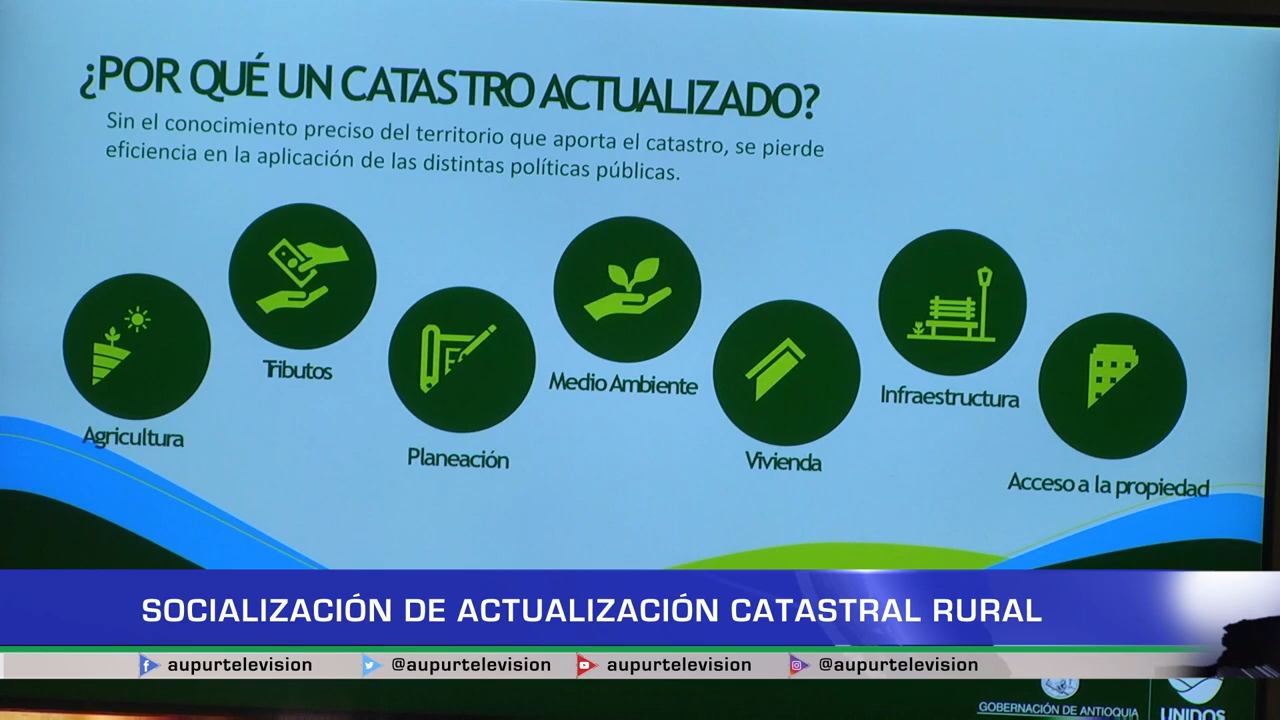 ¿POR QUÉ UN CATASTRO ACTUALIZADO?
Sin el conocimiento preciso del territorio que aporta el catastro, se pierde
eficiencia en la aplicación de las distintas políticas públicas.
Agricultura
Tributos
Planeación
Medio Ambiente
Vivienda
Infraestructura
Acceso a la propiedad
SOCIALIZACIÓN DE ACTUALIZACIÓN CATASTRAL RURAL
aupurtelevision
@aupurtelevision
aupurtelevision
@aupurtelevision
GOBERNACIÓN DE ANTIOQUIA
UNIDOS